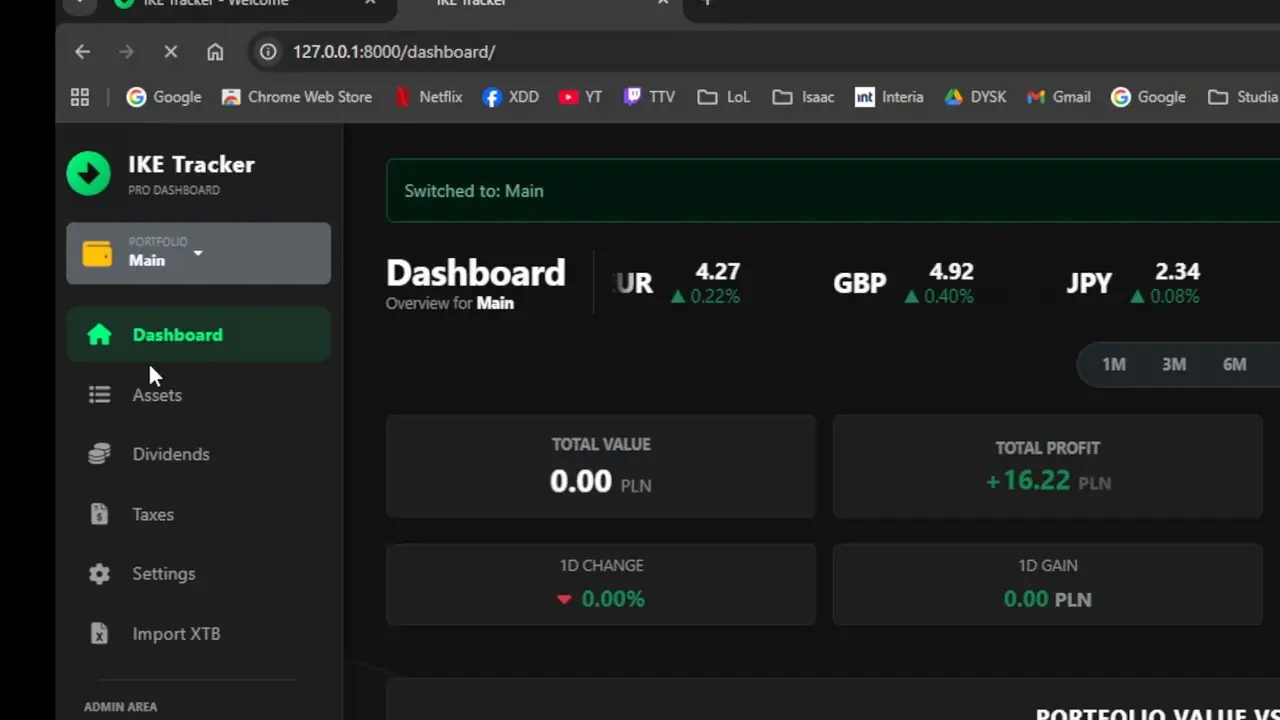 IKE Tracker - Welcome
IKE Tracker
127.0.0.1:8000/dashboard/
Google
Chrome Web Store
Netflix
XDD
YT
TTV
LoL
Isaac
int
Interia
DYSK
Gmail
Google
Studia
IKE Tracker
PRO DASHBOARD
PORTFOLIO
Main
Dashboard
Assets
Dividends
Taxes
Settings
Import XTB
ADMIN AREA
Switched to: Main
Dashboard
Overview for Main
UR
4.27
▲ 0.22%
GBP
4.92
▲ 0.40%
JPY
2.34
▲ 0.08%
1M
3M
6M
TOTAL VALUE
0.00 PLN
TOTAL PROFIT
+16.22 PLN
1D CHANGE
0.00%
1D GAIN
0.00 PLN
PORTFOLIO VALUE VS